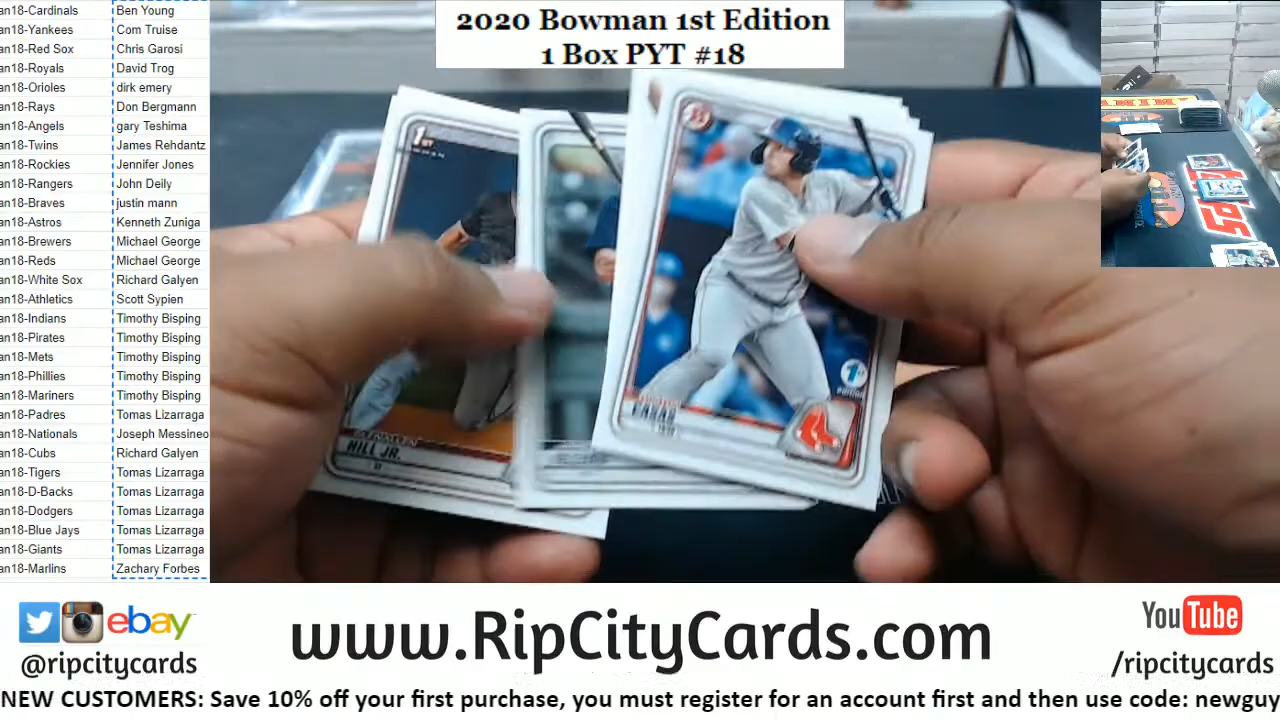 2020 Bowman 1st Edition
1 Box PYT #18
an18-Cardinals Ben Young
an18-Yankees Com Truise
an18-Red Sox Chris Garosi
an18-Royals David Trog
an18-Orioles dirk emery
an18-Rays Don Bergmann
an18-Angels gary Teshima
an18-Twins James Rehdantz
an18-Rockies Jennifer Jones
an18-Rangers John Deily
an18-Braves justin mann
an18-Astros Kenneth Zuniga
an18-Brewers Michael George
an18-Reds Michael George
an18-White Sox Richard Galyen
an18-Athletics Scott Sypien
an18-Indians Timothy Bisping
an18-Pirates Timothy Bisping
an18-Mets Timothy Bisping
an18-Phillies Timothy Bisping
an18-Mariners Timothy Bisping
an18-Padres Tomas Lizarraga
an18-Nationals Joseph Messineo
an18-Cubs Richard Galyen
an18-Tigers Tomas Lizarraga
an18-D-Backs Tomas Lizarraga
an18-Dodgers Tomas Lizarraga
an18-Blue Jays Tomas Lizarraga
an18-Giants Tomas Lizarraga
an18-Marlins Zachary Forbes
1ST
HILL JR.
1st
Edition
ebay
@ripcitycards
www.RipCityCards.com
YouTube
/ripcitycards
NEW CUSTOMERS: Save 10% off your first purchase, you must register for an account first and then use code: newguy